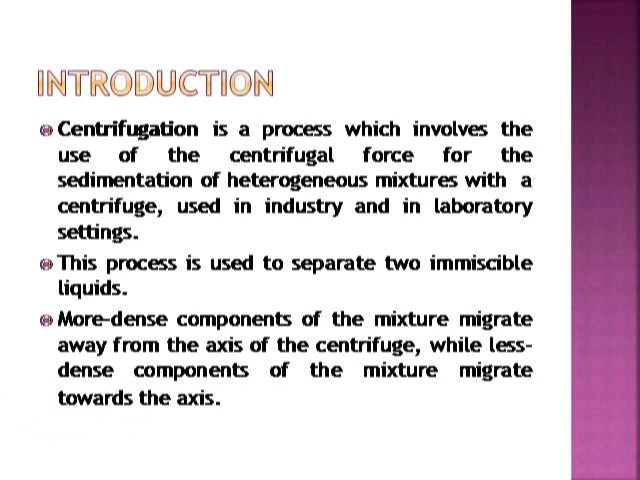 INTRODUCTION
Centrifugation is a process which involves the
use of the centrifugal force for the
sedimentation of heterogeneous mixtures with a
centrifuge, used in industry and in laboratory
settings.
This process is used to separate two immiscible
liquids.
More-dense components of the mixture migrate
away from the axis of the centrifuge, while less-
dense components of the mixture migrate
towards the axis.